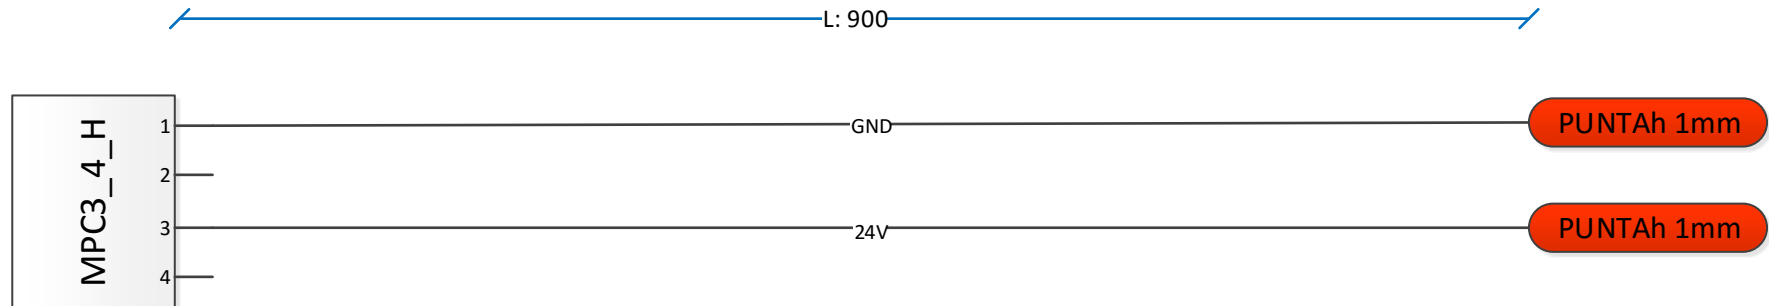 L: 900
MPC3_4_H
1
GND
PUNTAh 1mm
2
3
24V
PUNTAh 1mm
4